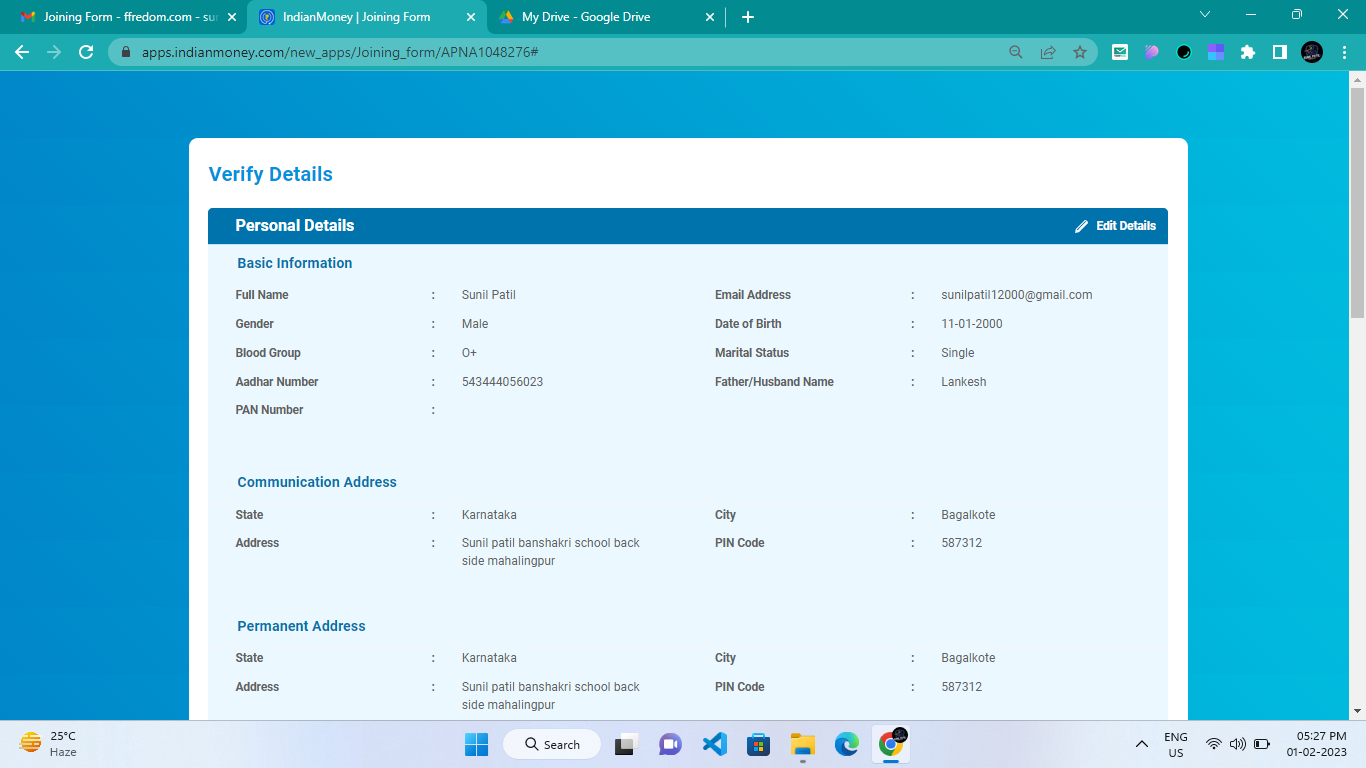 Joining Form - ffredom.com - su
IndianMoney | Joining Form
My Drive - Google Drive
apps.indianmoney.com/new_apps/Joining_form/APNA1048276#
Verify Details
Personal Details
Edit Details
Basic Information
Full Name : Sunil Patil Email Address : sunilpatil12000@gmail.com
Gender : Male Date of Birth : 11-01-2000
Blood Group : O+ Marital Status : Single
Aadhar Number : 543444056023 Father/Husband Name : Lankesh
PAN Number :
Communication Address
State : Karnataka City : Bagalkote
Address : Sunil patil banshakri school back PIN Code : 587312
side mahalingpur
Permanent Address
State : Karnataka City : Bagalkote
Address : Sunil patil banshakri school back PIN Code : 587312
side mahalingpur
25°C
Haze
Search
ENG
US
05:27 PM
01-02-2023